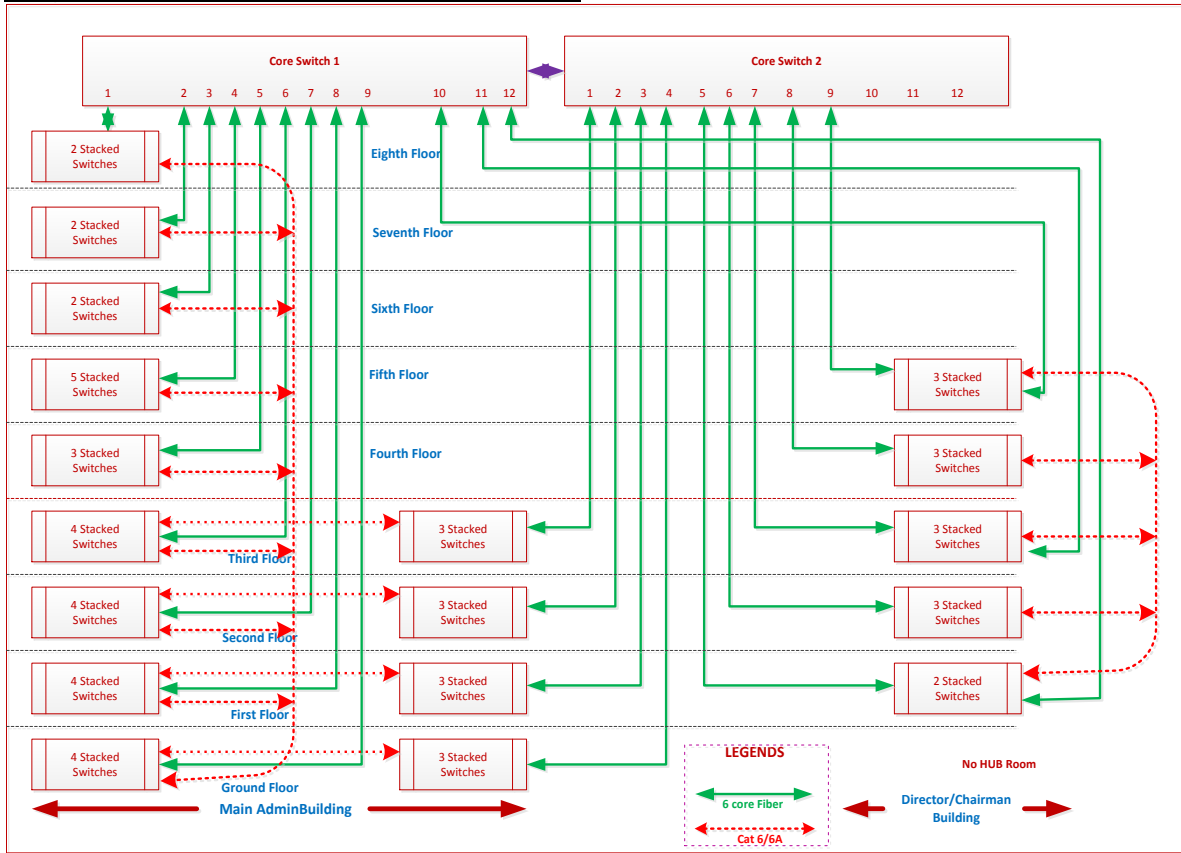 Core Switch 1
Core Switch 2
1 2 3 4 5 6 7 8 9 10 11 12
1 2 3 4 5 6 7 8 9 10 11 12
2 Stacked
Switches
Eighth Floor
2 Stacked
Switches
Seventh Floor
2 Stacked
Switches
Sixth Floor
5 Stacked
Switches
Fifth Floor
3 Stacked
Switches
3 Stacked
Switches
Fourth Floor
3 Stacked
Switches
4 Stacked
Switches
Third Floor
3 Stacked
Switches
3 Stacked
Switches
4 Stacked
Switches
Second Floor
3 Stacked
Switches
3 Stacked
Switches
4 Stacked
Switches
First Floor
3 Stacked
Switches
2 Stacked
Switches
4 Stacked
Switches
Ground Floor
3 Stacked
Switches
LEGENDS
6 core Fiber
Cat 6/6A
No HUB Room
Main AdminBuilding
Director/Chairman
Building